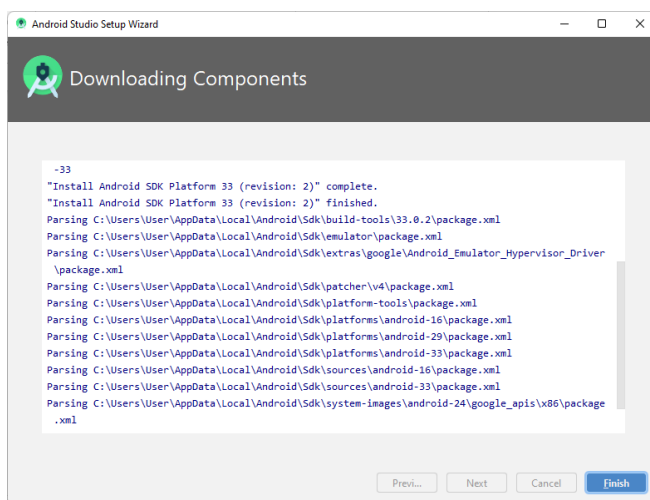 Android Studio Setup Wizard
Downloading Components
-33
"Install Android SDK Platform 33 (revision: 2)" complete.
"Install Android SDK Platform 33 (revision: 2)" finished.
Parsing C:\Users\User\AppData\Local\Android\Sdk\build-tools\33.0.2\package.xml
Parsing C:\Users\User\AppData\Local\Android\Sdk\emulator\package.xml
Parsing C:\Users\User\AppData\Local\Android\Sdk\extras\google\Android_Emulator_Hypervisor_Driver
\package.xml
Parsing C:\Users\User\AppData\Local\Android\Sdk\patcher\v4\package.xml
Parsing C:\Users\User\AppData\Local\Android\Sdk\platform-tools\package.xml
Parsing C:\Users\User\AppData\Local\Android\Sdk\platforms\android-16\package.xml
Parsing C:\Users\User\AppData\Local\Android\Sdk\platforms\android-29\package.xml
Parsing C:\Users\User\AppData\Local\Android\Sdk\platforms\android-33\package.xml
Parsing C:\Users\User\AppData\Local\Android\Sdk\sources\android-16\package.xml
Parsing C:\Users\User\AppData\Local\Android\Sdk\sources\android-33\package.xml
Parsing C:\Users\User\AppData\Local\Android\Sdk\system-images\android-24\google_apis\x86\package
.xml
Previ... Next Cancel Finish